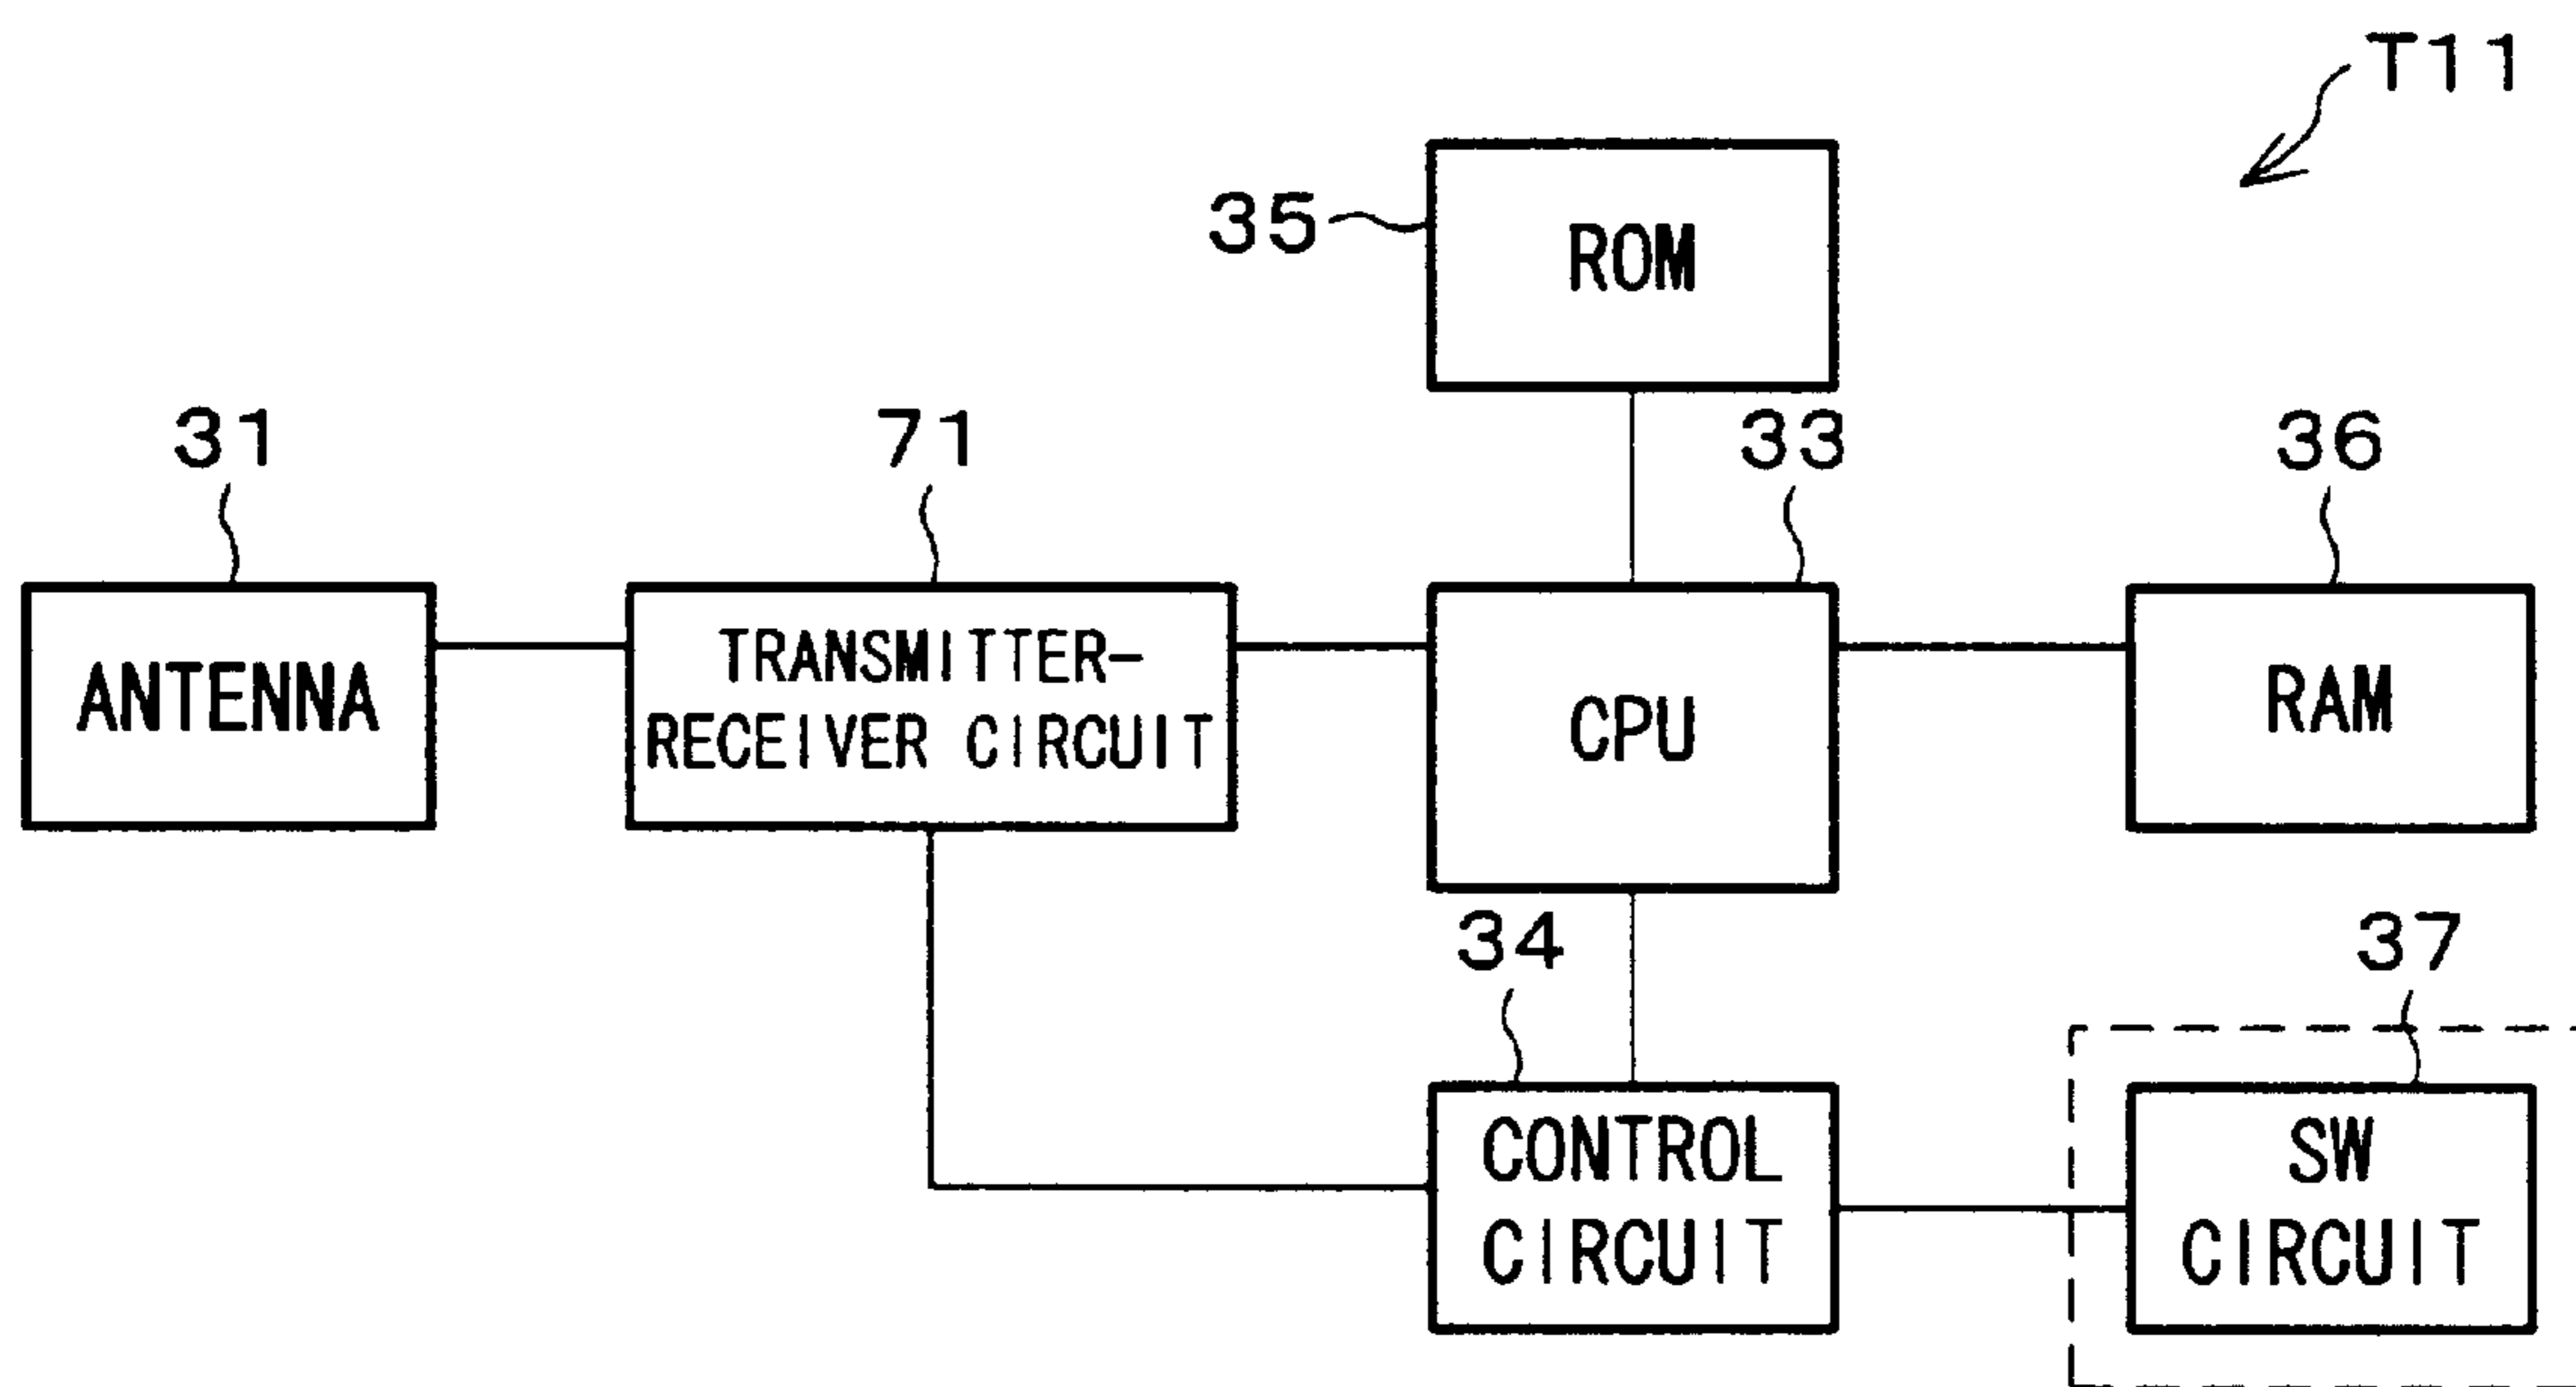 T11
35
ROM
31
71
33
36
ANTENNA
TRANSMITTER-
RECEIVER CIRCUIT
CPU
RAM
34
37
CONTROL
CIRCUIT
SW
CIRCUIT